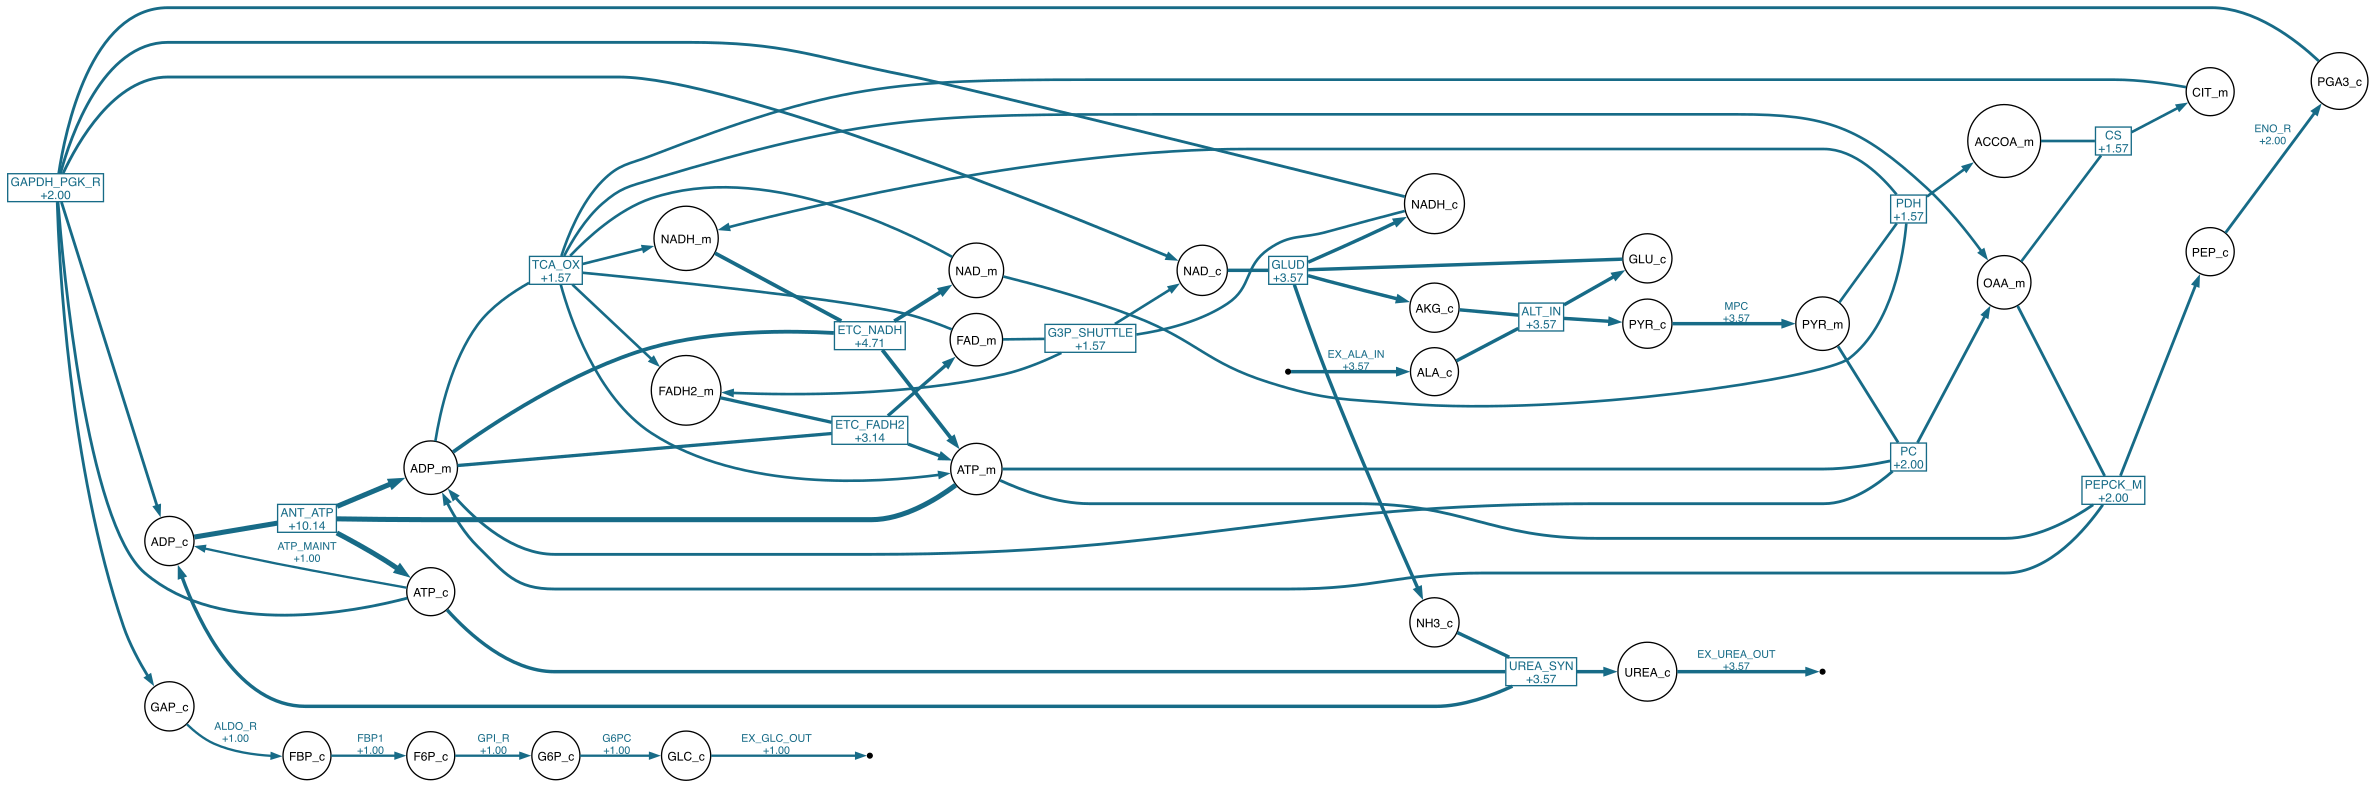 PGA3_c
CIT_m
ENO_R
+2.00
CS
+1.57
ACCOA_m
GAPDH_PGK_R
+2.00
NADH_c
PDH
+1.57
NADH_m
PEP_c
TCA_OX
+1.57
NAD_m
NAD_c
GLUD
+3.57
GLU_c
OAA_m
AKG_c
ALT_IN
+3.57
PYR_c
MPC
+3.57
PYR_m
ETC_NADH
+4.71
FAD_m
G3P_SHUTTLE
+1.57
EX_ALA_IN
+3.57
ALA_c
FADH2_m
ETC_FADH2
+3.14
ADP_m
ATP_m
PC
+2.00
PEPCK_M
+2.00
ANT_ATP
+10.14
ADP_c
ATP_MAINT
+1.00
ATP_c
NH3_c
UREA_SYN
+3.57
UREA_c
EX_UREA_OUT
+3.57
GAP_c
ALDO_R
+1.00
FBP_c
FBP1
+1.00
F6P_c
GPI_R
+1.00
G6P_c
G6PC
+1.00
GLC_c
EX_GLC_OUT
+1.00